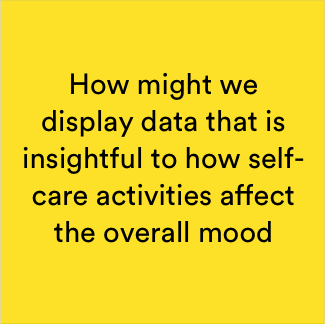 How might we
display data that is
insightful to how self-
care activities affect
the overall mood